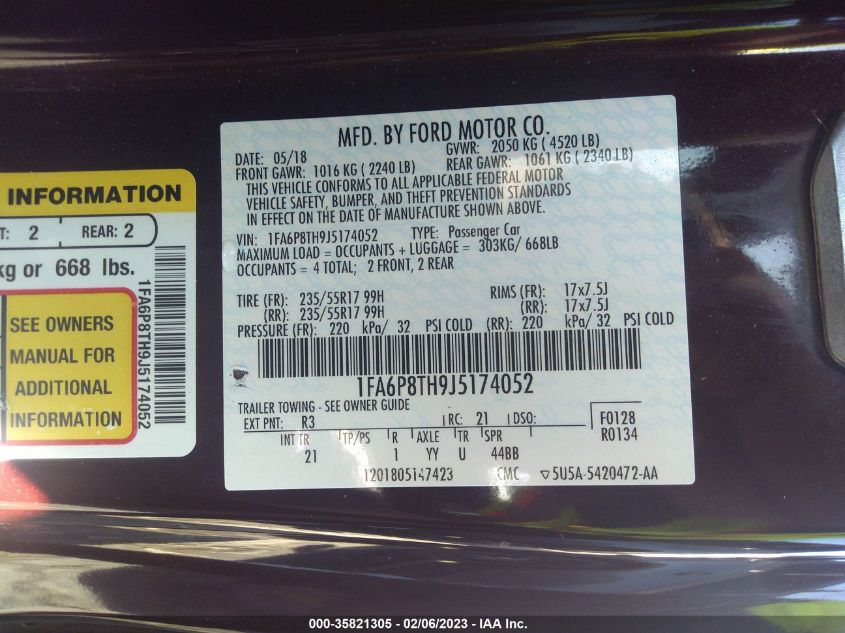 INFORMATION
T: 2 REAR: 2
kg or 668 lbs.
SEE OWNERS
MANUAL FOR
ADDITIONAL
INFORMATION
1FA6P8TH9J5174052
MFD. BY FORD MOTOR CO.
DATE: 05/18 GVWR: 2050 KG ( 4520 LB)
FRONT GAWR: 1016 KG ( 2240 LB) REAR GAWR: 1061 KG ( 2340 LB)
THIS VEHICLE CONFORMS TO ALL APPLICABLE FEDERAL MOTOR
VEHICLE SAFETY, BUMPER, AND THEFT PREVENTION STANDARDS
IN EFFECT ON THE DATE OF MANUFACTURE SHOWN ABOVE.
VIN: 1FA6P8TH9J5174052 TYPE: Passenger Car
MAXIMUM LOAD = OCCUPANTS + LUGGAGE = 303KG/ 668LB
OCCUPANTS = 4 TOTAL; 2 FRONT, 2 REAR
TIRE (FR): 235/55R17 99H RIMS (FR): 17x7.5J
(RR): 235/55R17 99H (RR): 17x7.5J
PRESSURE (FR): 220 kPa/ 32 PSI COLD (RR): 220 kPa/ 32 PSI COLD
1FA6P8TH9J5174052
TRAILER TOWING - SEE OWNER GUIDE
EXT PNT: R3 RC: 21 DSO: F0128
R0134
INT TR TP/PS R AXLE TR SPR
21 1 YY U 44BB
1201805147423 CMC ▽5U5A-5420472-AA
000-35821305 - 02/06/2023 - IAA Inc.